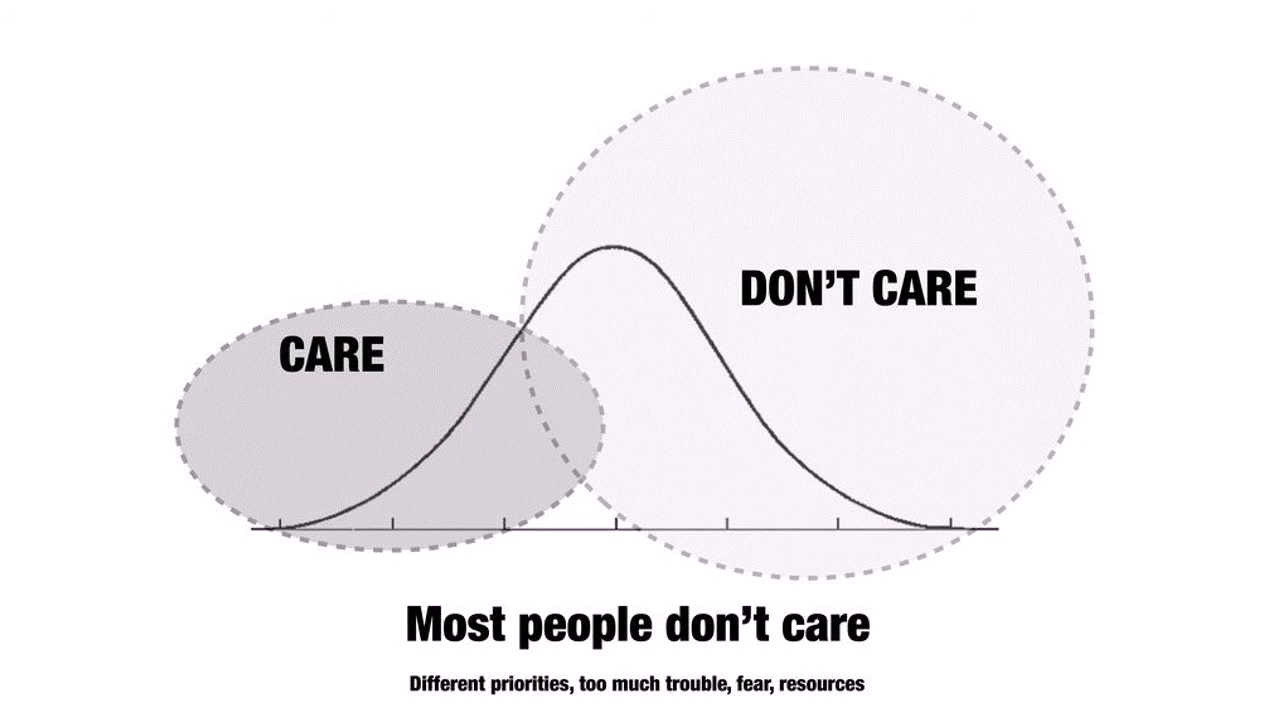 CARE
DON’T CARE
Most people don’t care
Different priorities, too much trouble, fear, resources